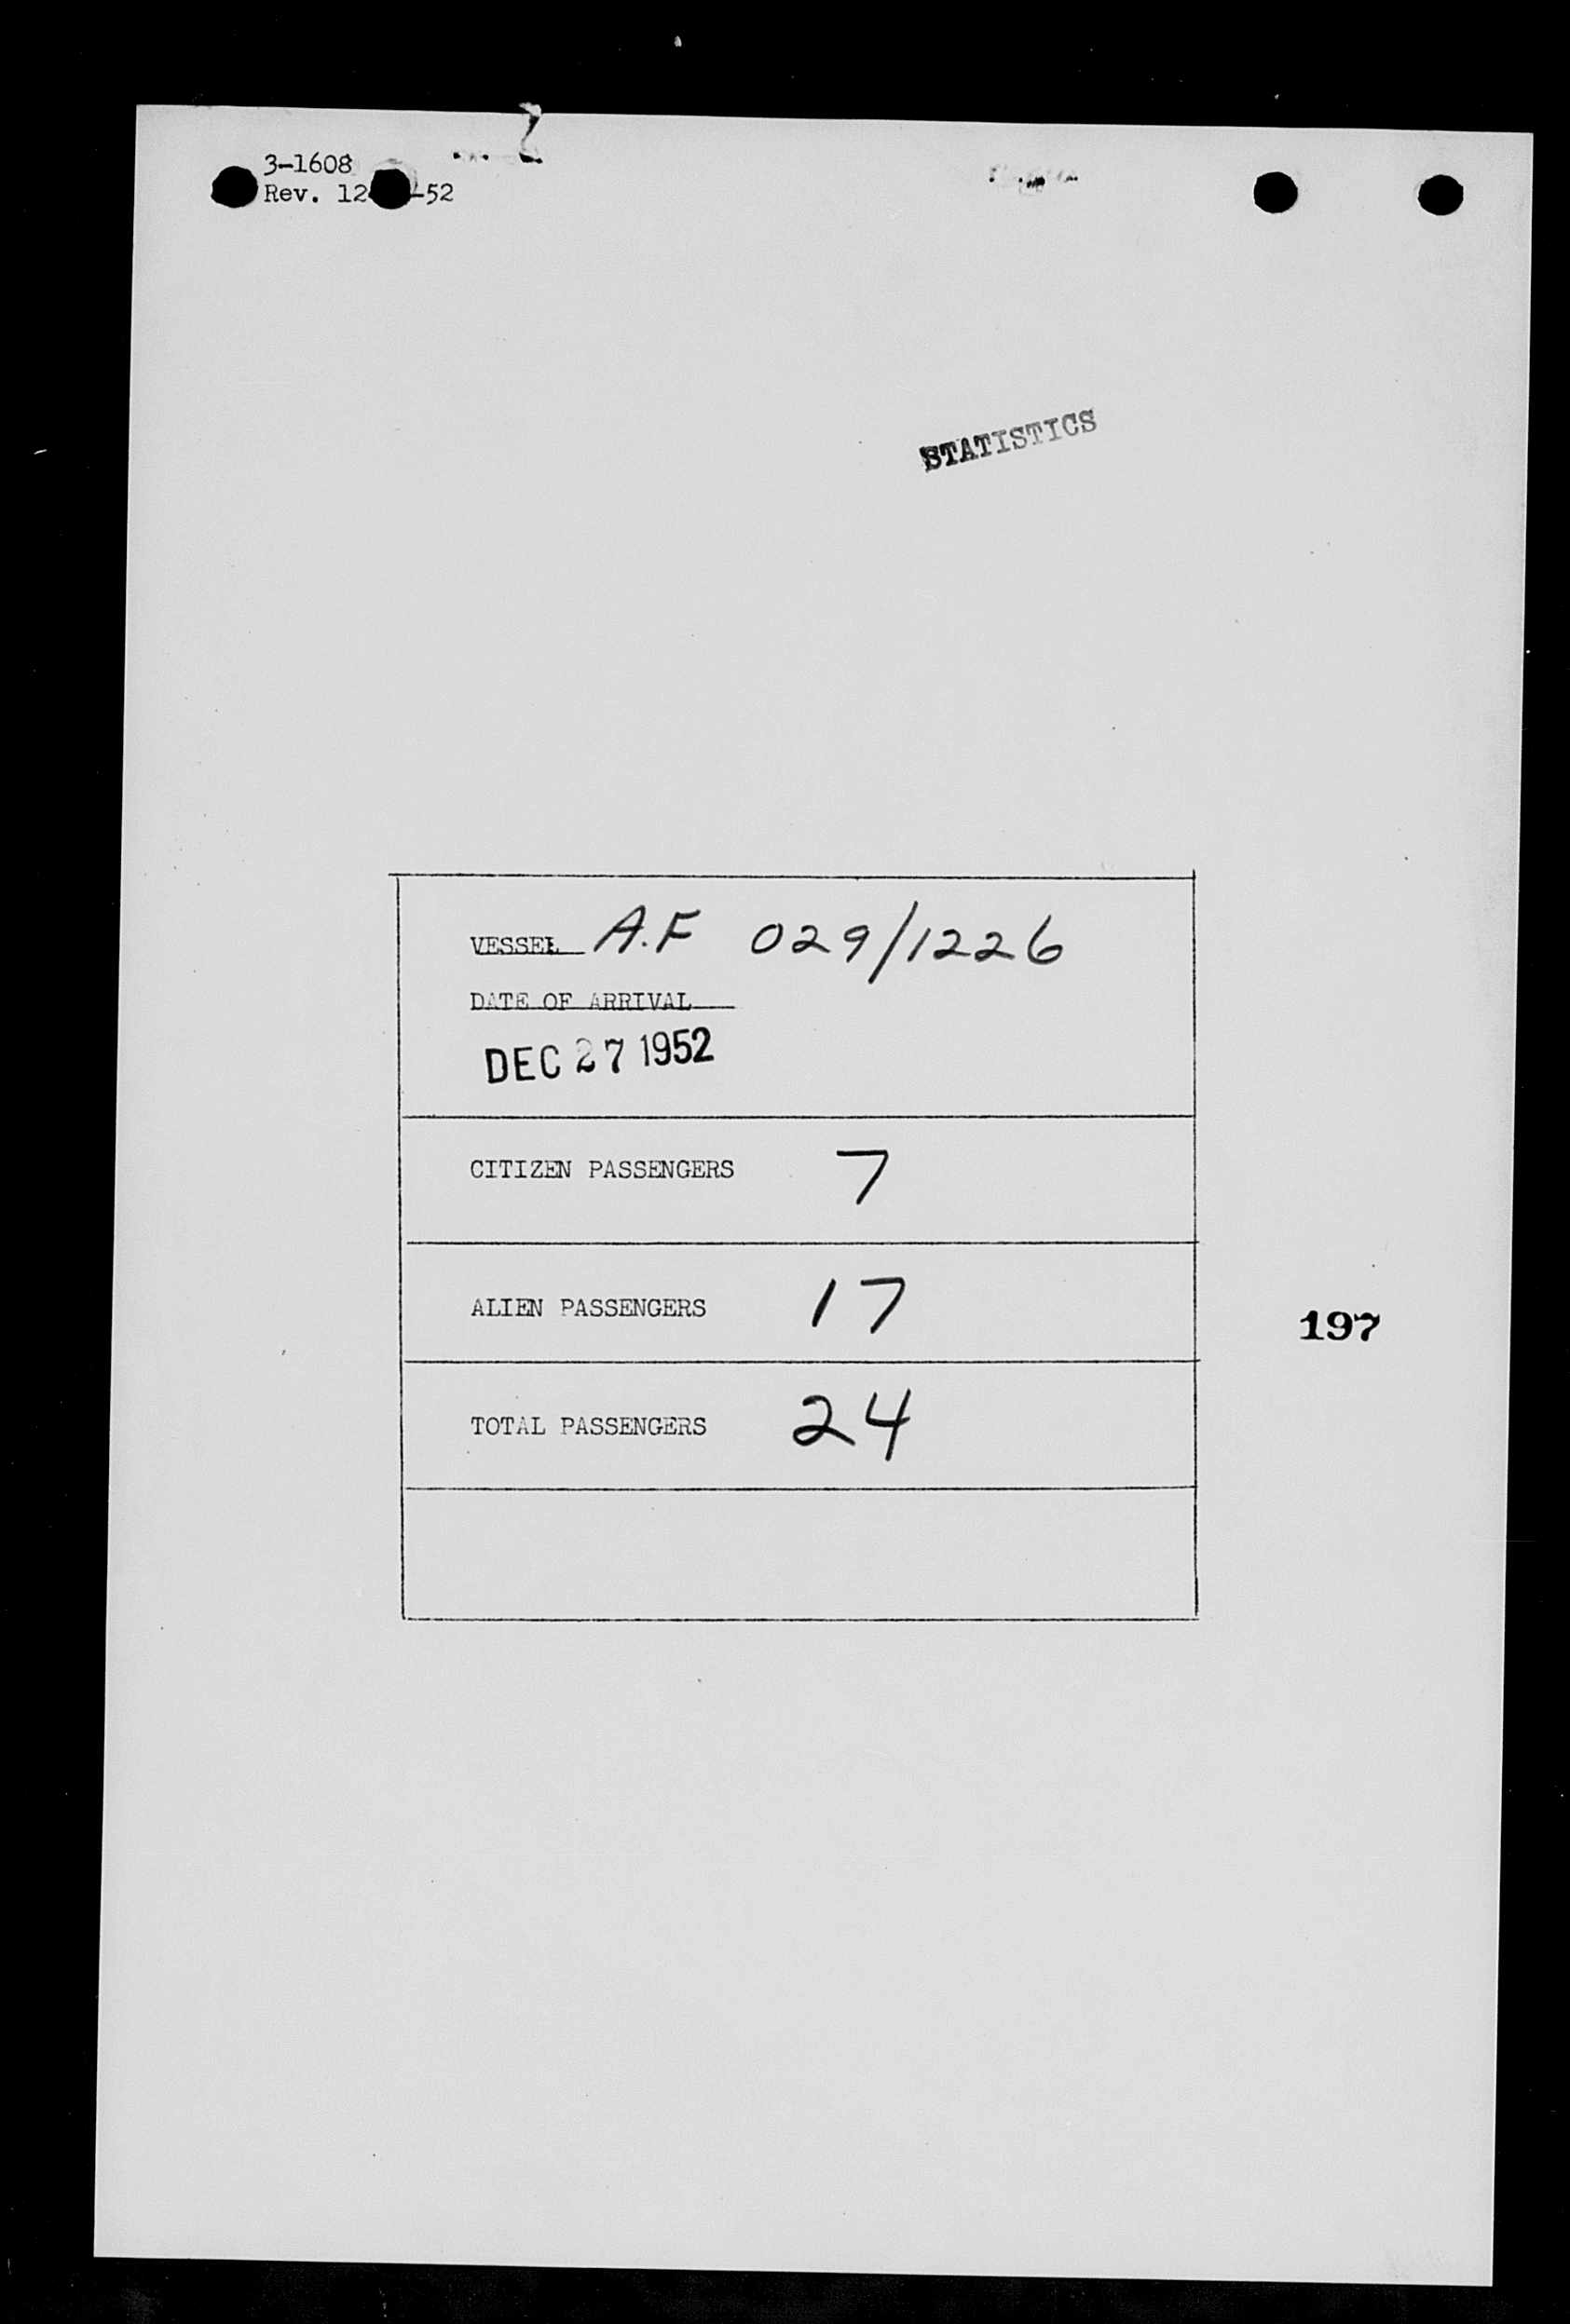 3-1608
Rev. 12 -52
STATISTICS
VESSEL A.F 029/1226
DATE OF ARRIVAL
DEC 27 1952
CITIZEN PASSENGERS 7
ALIEN PASSENGERS 17
197
TOTAL PASSENGERS 24